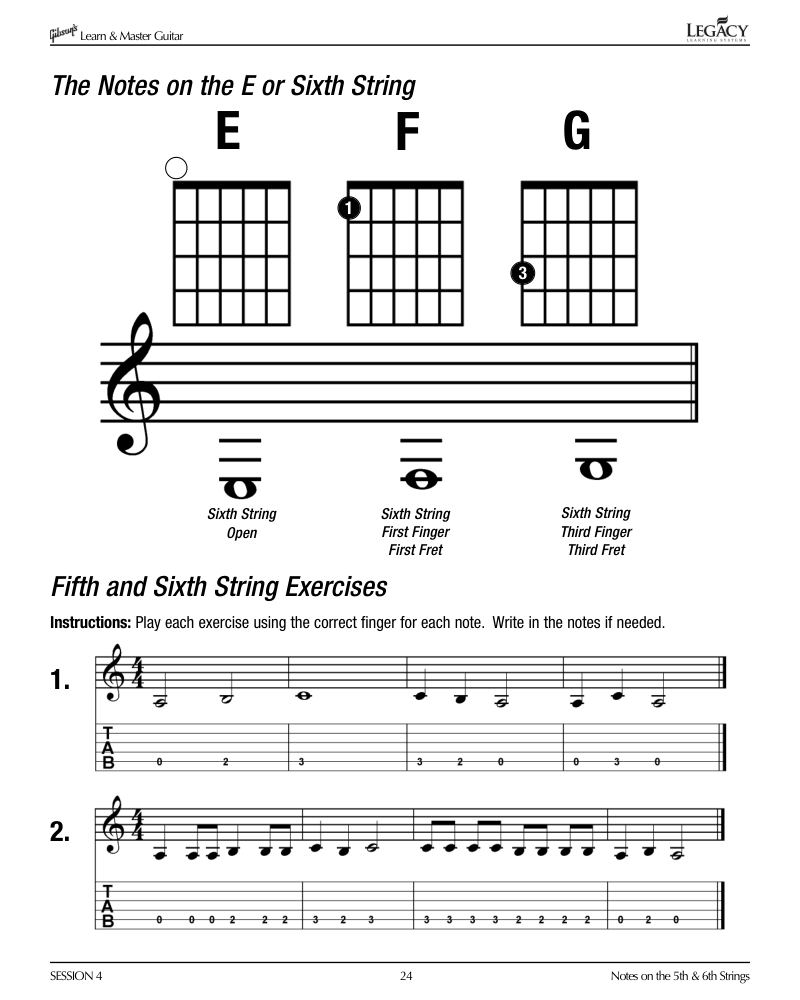 Gibson's Learn & Master Guitar
LEGACY
LEARNING SYSTEMS
The Notes on the E or Sixth String
E F G
1
3
Sixth String Sixth String Sixth String
Open First Finger Third Finger
First Fret Third Fret
Fifth and Sixth String Exercises
Instructions: Play each exercise using the correct finger for each note. Write in the notes if needed.
1.
4
4
T
A
B 0 2 3 3 2 0 0 3 0
2.
4
4
T
A
B 0 0 0 2 2 2 3 2 3 3 3 3 3 2 2 2 2 0 2 0
SESSION 4 24 Notes on the 5th & 6th Strings